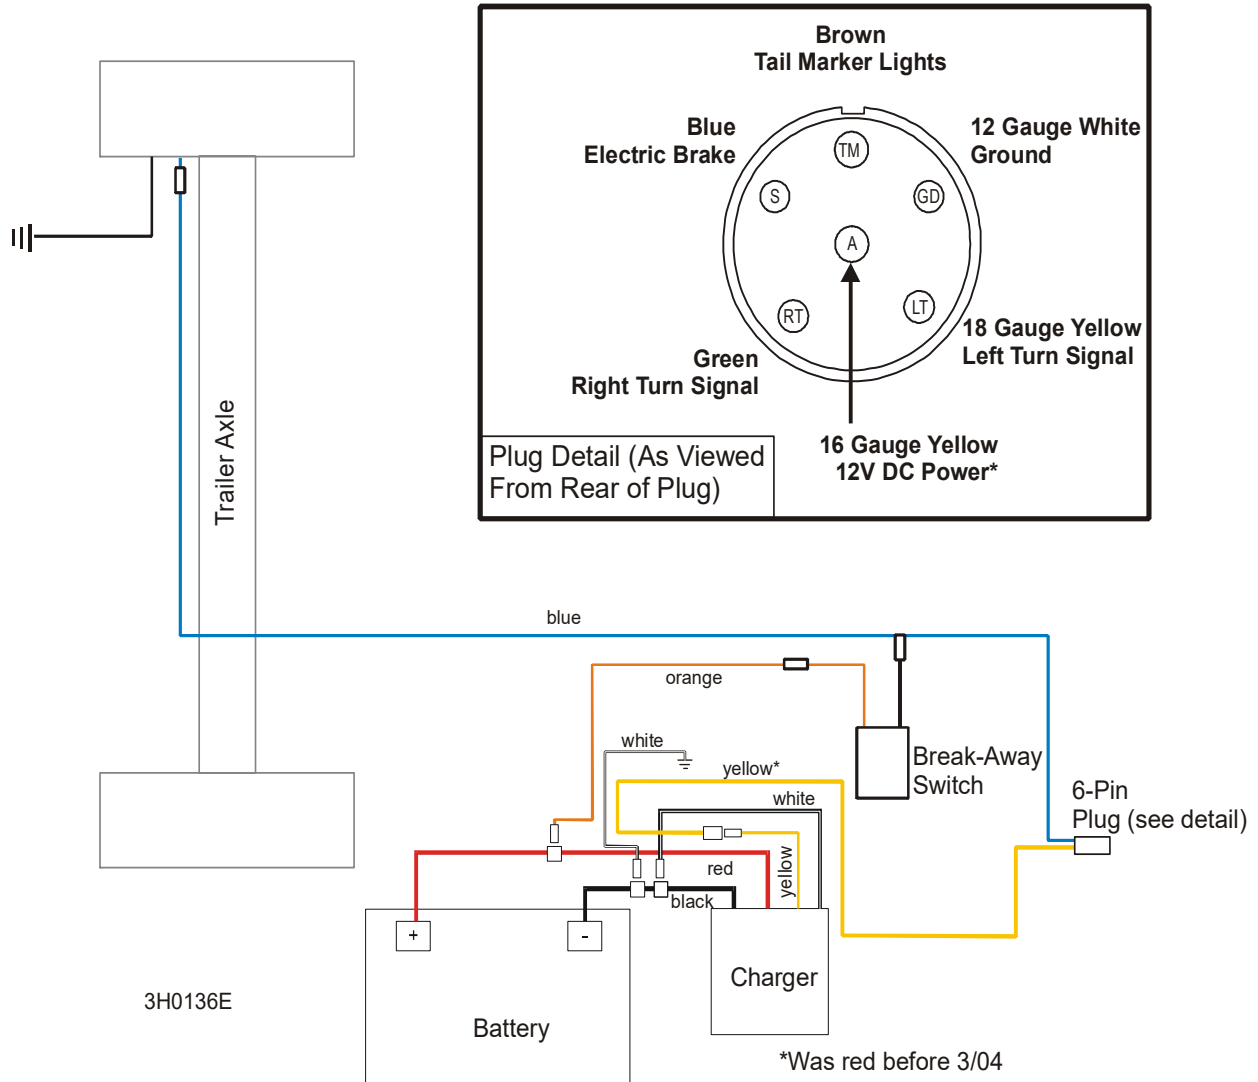 Brown
Tail Marker Lights
Blue
Electric Brake
12 Gauge White
Ground
TM
S
GD
A
RT
LT
18 Gauge Yellow
Left Turn Signal
Green
Right Turn Signal
16 Gauge Yellow
12V DC Power*
Plug Detail (As Viewed
From Rear of Plug)
Trailer Axle
blue
orange
white
yellow*
white
Break-Away
Switch
6-Pin
Plug (see detail)
red
yellow
black
+
-
Charger
Battery
3H0136E
*Was red before 3/04